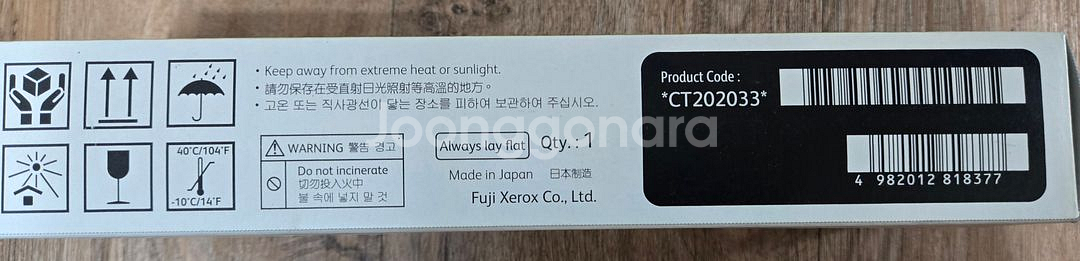 • Keep away from extreme heat or sunlight.
• 請勿保存在受直射日光照射等高溫的地方。
• 고온 또는 직사광선이 닿는 장소를 피하여 보관하여 주십시오.
40°C/104°F
-10°C/14°F
WARNING 警告 경고
Do not incinerate
切勿投入火中
불 속에 넣지 말 것
Always lay flat
Qty. : 1
Made in Japan 日本制造
Fuji Xerox Co., Ltd.
Product Code :
*CT202033*
4 982012 818377
Joonggonara